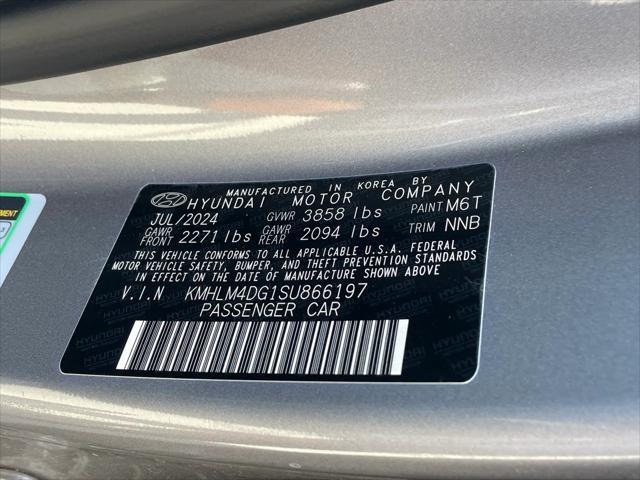 MANUFACTURED IN KOREA BY
HYUNDAI MOTOR COMPANY
JUL/2024 GVWR 3858 lbs PAINT M6T
GAWR FRONT 2271 lbs GAWR REAR 2094 lbs TRIM NNB
THIS VEHICLE CONFORMS TO ALL APPLICABLE U.S.A. FEDERAL
MOTOR VEHICLE SAFETY, BUMPER, AND THEFT PREVENTION STANDARDS
IN EFFECT ON THE DATE OF MANUFACTURE SHOWN ABOVE
V.I.N KMHLM4DG1SU866197
PASSENGER CAR